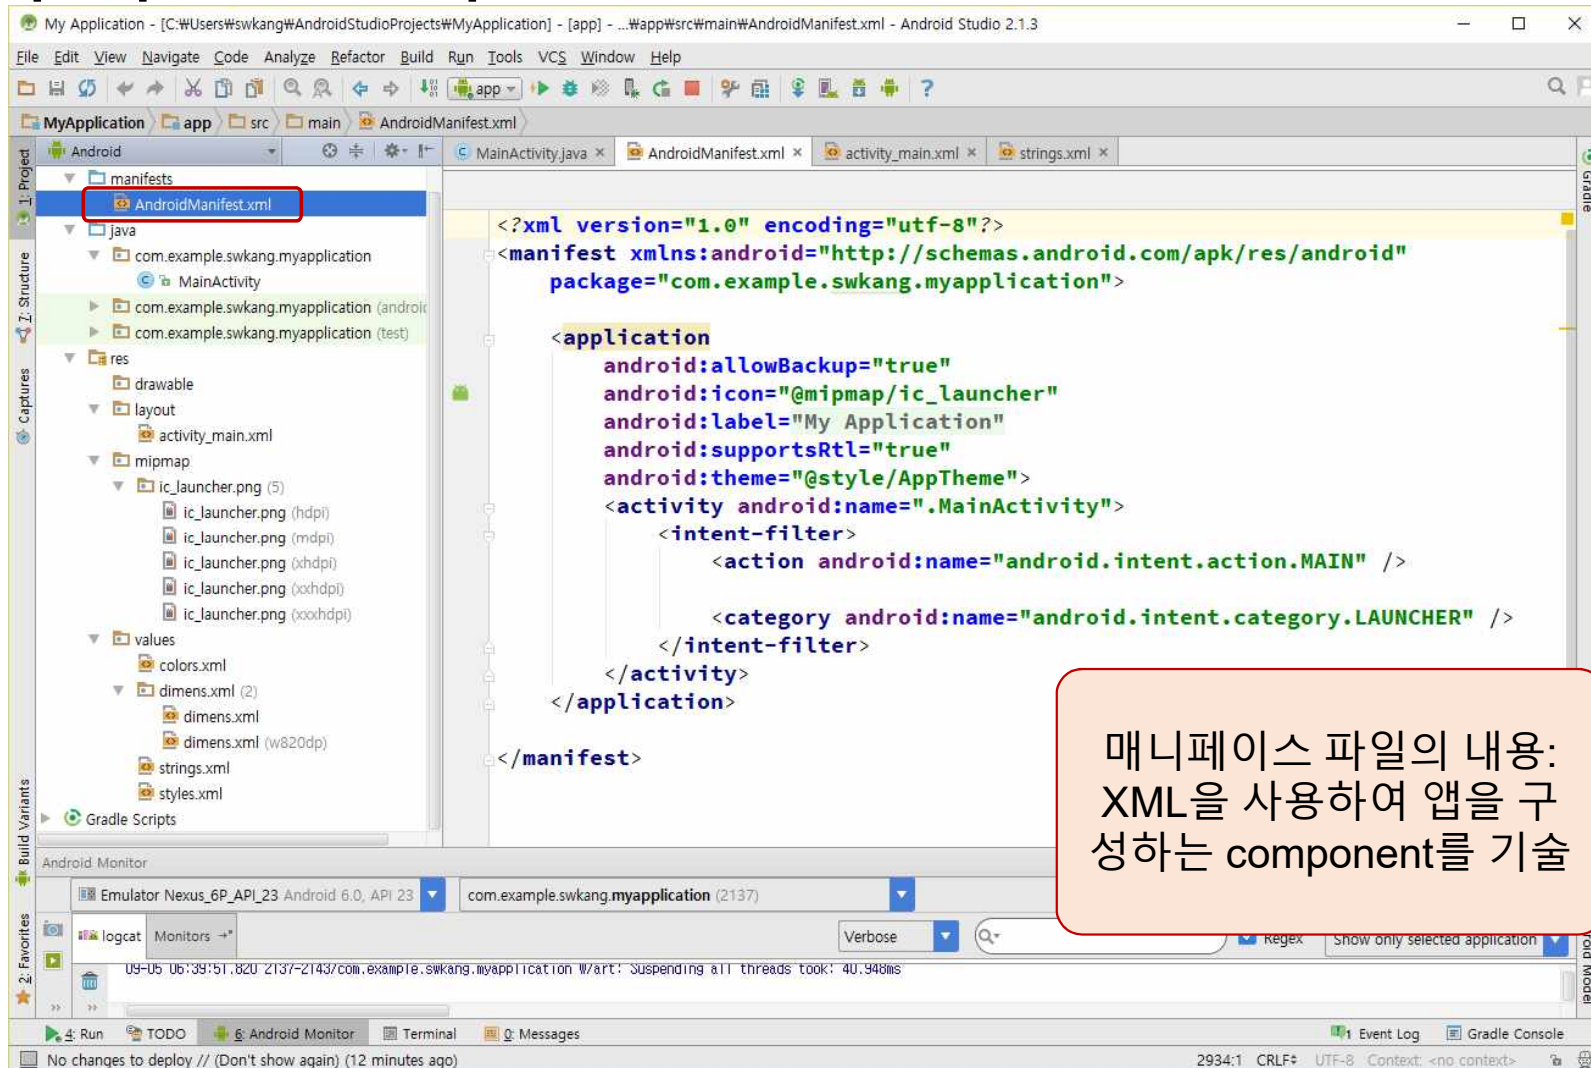 My Application - [C:₩Users₩swkang₩AndroidStudioProjects₩MyApplication] - [app] - ...₩app₩src₩main₩AndroidManifest.xml - Android Studio 2.1.3
File Edit View Navigate Code Analyze Refactor Build Run Tools VCS Window Help
app
MyApplication app src main AndroidManifest.xml
Android
MainActivity.java × AndroidManifest.xml × activity_main.xml × strings.xml ×
1: Project
7: Structure
Captures
Build Variants
2: Favorites
Gradle
manifests
AndroidManifest.xml
java
com.example.swkang.myapplication
MainActivity
com.example.swkang.myapplication (androic
com.example.swkang.myapplication (test)
res
drawable
layout
activity_main.xml
mipmap
ic_launcher.png (5)
ic_launcher.png (hdpi)
ic_launcher.png (mdpi)
ic_launcher.png (xhdpi)
ic_launcher.png (xxhdpi)
ic_launcher.png (xxxhdpi)
values
colors.xml
dimens.xml (2)
dimens.xml
dimens.xml (w820dp)
strings.xml
styles.xml
Gradle Scripts
<?xml version="1.0" encoding="utf-8"?>
<manifest xmlns:android="http://schemas.android.com/apk/res/android"
package="com.example.swkang.myapplication">
<application
android:allowBackup="true"
android:icon="@mipmap/ic_launcher"
android:label="My Application"
android:supportsRtl="true"
android:theme="@style/AppTheme">
<activity android:name=".MainActivity">
<intent-filter>
<action android:name="android.intent.action.MAIN" />
<category android:name="android.intent.category.LAUNCHER" />
</intent-filter>
</activity>
</application>
</manifest>
매니페이스 파일의 내용:
XML을 사용하여 앱을 구
성하는 component를 기술
Android Monitor
Emulator Nexus_6P_API_23 Android 6.0, API 23 com.example.swkang.myapplication (2137)
logcat Monitors Verbose Regex Show only selected application
09-05 06:39:51.820 2137-2143/com.example.swkang.myapplication W/art: Suspending all threads took: 40.948ms
4: Run TODO 6: Android Monitor Terminal 0: Messages 1 Event Log Gradle Console
No changes to deploy // (Don't show again) (12 minutes ago) 2934:1 CRLF UTF-8 Context: <no context>